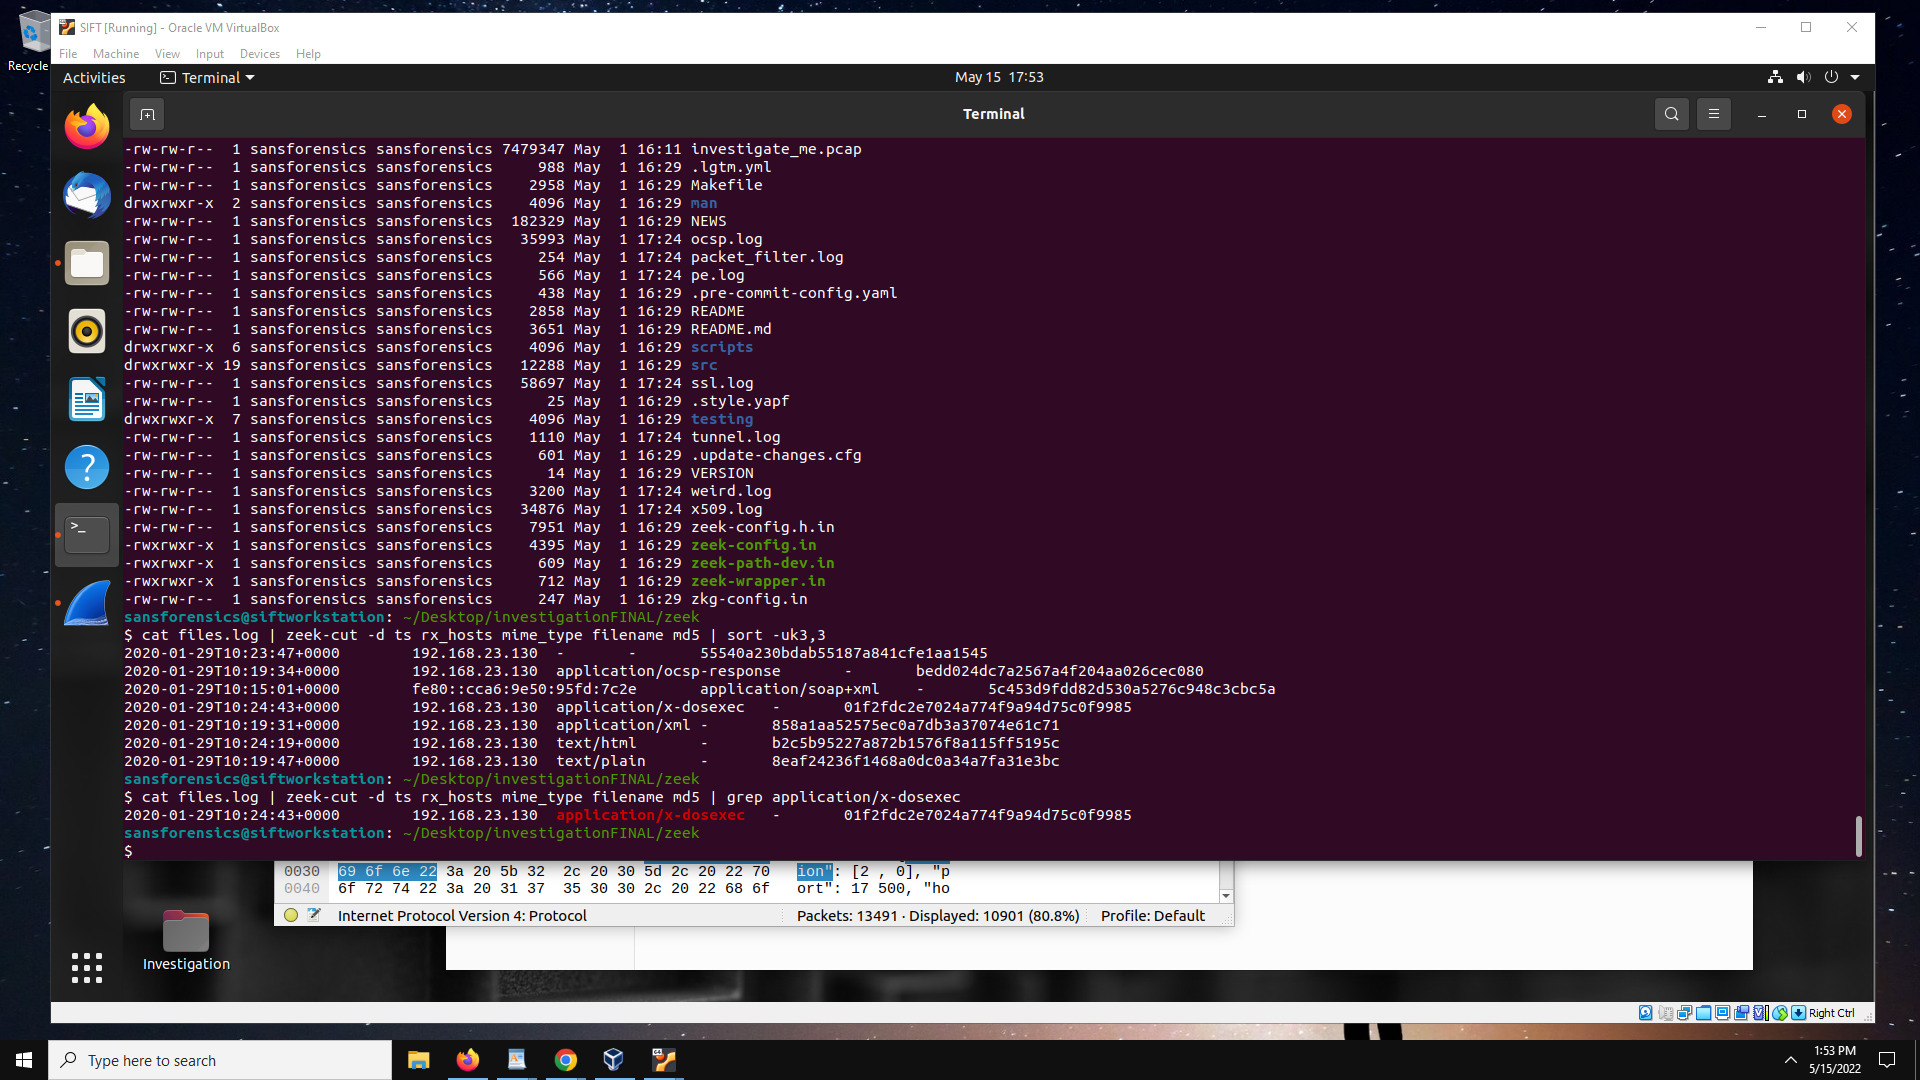 Recycle
SIFT [Running] - Oracle VM VirtualBox
File Machine View Input Devices Help
Activities Terminal May 15 17:53
Terminal
-rw-rw-r-- 1 sansforensics sansforensics 7479347 May 1 16:11 investigate_me.pcap
-rw-rw-r-- 1 sansforensics sansforensics 988 May 1 16:29 .lgtm.yml
-rw-rw-r-- 1 sansforensics sansforensics 2958 May 1 16:29 Makefile
drwxrwxr-x 2 sansforensics sansforensics 4096 May 1 16:29 man
-rw-rw-r-- 1 sansforensics sansforensics 182329 May 1 16:29 NEWS
-rw-rw-r-- 1 sansforensics sansforensics 35993 May 1 17:24 ocsp.log
-rw-rw-r-- 1 sansforensics sansforensics 254 May 1 17:24 packet_filter.log
-rw-rw-r-- 1 sansforensics sansforensics 566 May 1 17:24 pe.log
-rw-rw-r-- 1 sansforensics sansforensics 438 May 1 16:29 .pre-commit-config.yaml
-rw-rw-r-- 1 sansforensics sansforensics 2858 May 1 16:29 README
-rw-rw-r-- 1 sansforensics sansforensics 3651 May 1 16:29 README.md
drwxrwxr-x 6 sansforensics sansforensics 4096 May 1 16:29 scripts
drwxrwxr-x 19 sansforensics sansforensics 12288 May 1 16:29 src
-rw-rw-r-- 1 sansforensics sansforensics 58697 May 1 17:24 ssl.log
-rw-rw-r-- 1 sansforensics sansforensics 25 May 1 16:29 .style.yapf
drwxrwxr-x 7 sansforensics sansforensics 4096 May 1 16:29 testing
-rw-rw-r-- 1 sansforensics sansforensics 1110 May 1 17:24 tunnel.log
-rw-rw-r-- 1 sansforensics sansforensics 601 May 1 16:29 .update-changes.cfg
-rw-rw-r-- 1 sansforensics sansforensics 14 May 1 16:29 VERSION
-rw-rw-r-- 1 sansforensics sansforensics 3200 May 1 17:24 weird.log
-rw-rw-r-- 1 sansforensics sansforensics 34876 May 1 17:24 x509.log
-rw-rw-r-- 1 sansforensics sansforensics 7951 May 1 16:29 zeek-config.h.in
-rwxrwxr-x 1 sansforensics sansforensics 4395 May 1 16:29 zeek-config.in
-rwxrwxr-x 1 sansforensics sansforensics 609 May 1 16:29 zeek-path-dev.in
-rwxrwxr-x 1 sansforensics sansforensics 712 May 1 16:29 zeek-wrapper.in
-rw-rw-r-- 1 sansforensics sansforensics 247 May 1 16:29 zkg-config.in
sansforensics@siftworkstation: ~/Desktop/investigationFINAL/zeek
$ cat files.log | zeek-cut -d ts rx_hosts mime_type filename md5 | sort -uk3,3
2020-01-29T10:23:47+0000 192.168.23.130 - - 55540a230bdab55187a841cfe1aa1545
2020-01-29T10:19:34+0000 192.168.23.130 application/ocsp-response - bedd024dc7a2567a4f204aa026cec080
2020-01-29T10:15:01+0000 fe80::cca6:9e50:95fd:7c2e application/soap+xml - 5c453d9fdd82d530a5276c948c3cbc5a
2020-01-29T10:24:43+0000 192.168.23.130 application/x-dosexec - 01f2fdc2e7024a774f9a94d75c0f9985
2020-01-29T10:19:31+0000 192.168.23.130 application/xml - 858a1aa52575ec0a7db3a37074e61c71
2020-01-29T10:24:19+0000 192.168.23.130 text/html - b2c5b95227a872b1576f8a115ff5195c
2020-01-29T10:19:47+0000 192.168.23.130 text/plain - 8eaf24236f1468a0dc0a34a7fa31e3bc
sansforensics@siftworkstation: ~/Desktop/investigationFINAL/zeek
$ cat files.log | zeek-cut -d ts rx_hosts mime_type filename md5 | grep application/x-dosexec
2020-01-29T10:24:43+0000 192.168.23.130 application/x-dosexec - 01f2fdc2e7024a774f9a94d75c0f9985
sansforensics@siftworkstation: ~/Desktop/investigationFINAL/zeek
$
0030 69 6f 6e 22 3a 20 5b 32 2c 20 30 5d 2c 20 22 70 ion": [2 , 0], "p
0040 6f 72 74 22 3a 20 31 37 35 30 30 2c 20 22 68 6f ort": 17 500, "ho
Internet Protocol Version 4: Protocol Packets: 13491 · Displayed: 10901 (80.8%) Profile: Default
Investigation
Right Ctrl
Type here to search
1:53 PM
5/15/2022